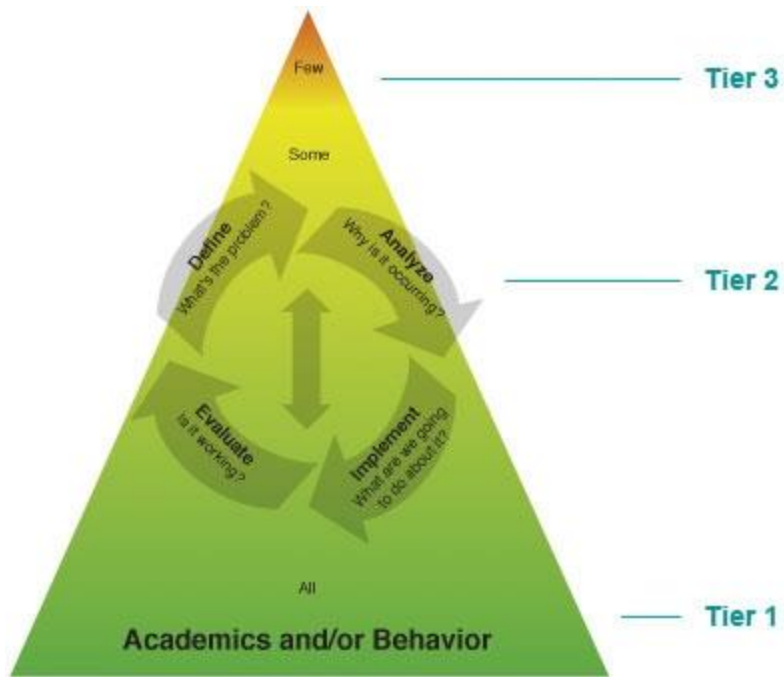 Few
Tier 3
Some
Define
What's the problem?
Analyze
Why is it occurring?
Tier 2
Implement
What are we going
to do about it?
Evaluate
Is it working?
All
Tier 1
Academics and/or Behavior